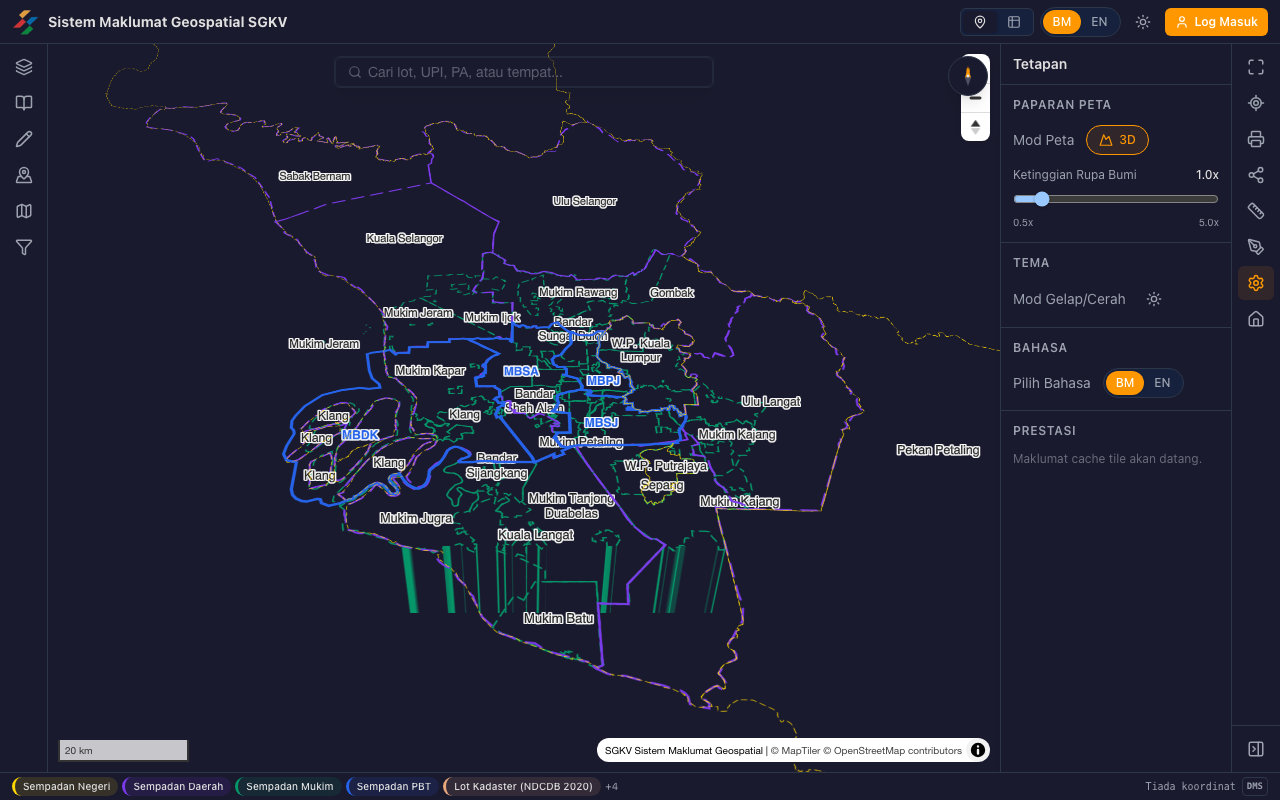 Sistem Maklumat Geospatial SGKV
BM
EN
Log Masuk
Cari lot, UPI, PA, atau tempat...
Sabak Bernam
Ulu Selangor
Kuala Selangor
Mukim Rawang
Gombak
Mukim Jeram
Mukim Ijok
Bandar
Sungai Buloh
Mukim Jeram
W.P. Kuala
Lumpur
Mukim Kapar
MBSA
MBPJ
Bandar
Shah Alam
Ulu Langat
Klang
Klang
MBSJ
Klang
MBDK
Mukim Petaling
Mukim Kajang
Pekan Petaling
Klang
Bandar
Sijangkang
W.P. Putrajaya
Klang
Sepang
Mukim Tanjong
Duabelas
Mukim Kajang
Mukim Jugra
Kuala Langat
Mukim Batu
20 km
SGKV Sistem Maklumat Geospatial | © MapTiler © OpenStreetMap contributors
Tetapan
PAPARAN PETA
Mod Peta
3D
Ketinggian Rupa Bumi
1.0x
0.5x
5.0x
TEMA
Mod Gelap/Cerah
BAHASA
Pilih Bahasa
BM
EN
PRESTASI
Maklumat cache tile akan datang.
Sempadan Negeri
Sempadan Daerah
Sempadan Mukim
Sempadan PBT
Lot Kadaster (NDCDB 2020)
+4
Tiada koordinat
DMS